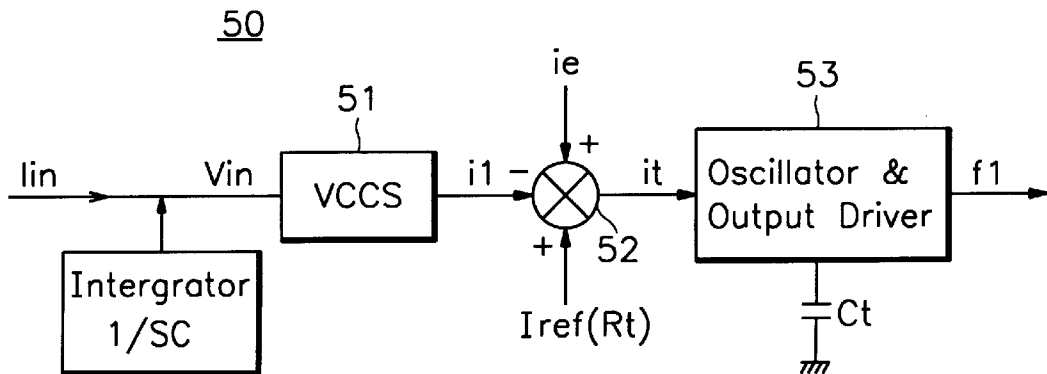 50
ie
51
53
Iin
Vin
VCCS
i1
-
+
it
Oscillator &
Output Driver
f1
+
52
Intergrator
1/SC
Iref(Rt)
Ct